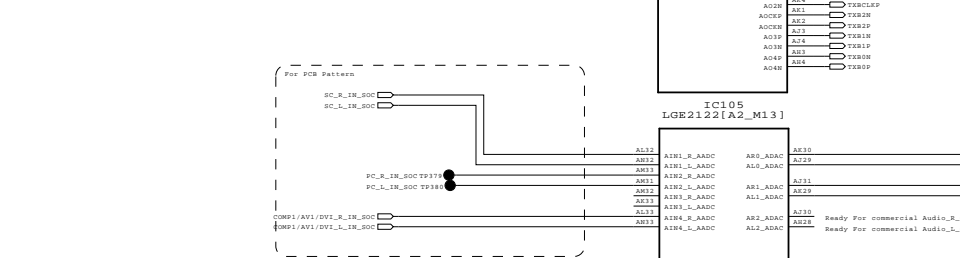 AO2N AK4 TXBCLKP
AOCKP AK1 TXB2N
AOCKN AK2 TXB2P
AO3P AJ3 TXB1N
AO3N AJ4 TXB1P
AO4P AH3 TXB0N
AO4N AH4 TXB0P
For PCB Pattern
SC_R_IN_SOC
SC_L_IN_SOC
IC105
LGE2122[A2_M13]
AL32 AIN1_R_AADC AR0_ADAC AK30
AN32 AIN1_L_AADC AL0_ADAC AJ29
PC_R_IN_SOC TP379 AM33 AIN2_R_AADC
PC_L_IN_SOC TP380 AM31 AIN2_L_AADC AR1_ADAC AJ31
AM32 AIN3_R_AADC AL1_ADAC AK29
AK33 AIN3_L_AADC
COMP1/AV1/DVI_R_IN_SOC AL33 AIN4_R_AADC AR2_ADAC AJ30 Ready For commercial Audio_R_
COMP1/AV1/DVI_L_IN_SOC AN33 AIN4_L_AADC AL2_ADAC AH28 Ready For commercial Audio_L_